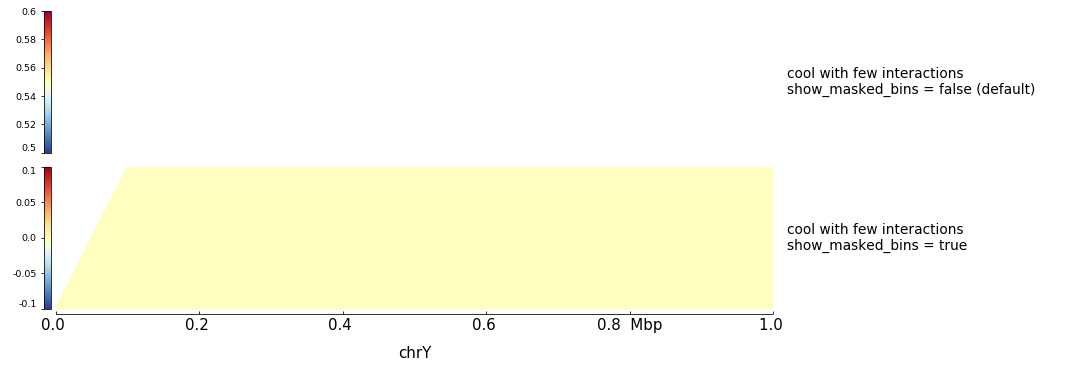 0.6
0.58
0.56
0.54
0.52
0.5
cool with few interactions
show_masked_bins = false (default)
0.1
0.05
0.0
-0.05
-0.1
cool with few interactions
show_masked_bins = true
0.0 0.2 0.4 0.6 0.8 Mbp 1.0
chrY